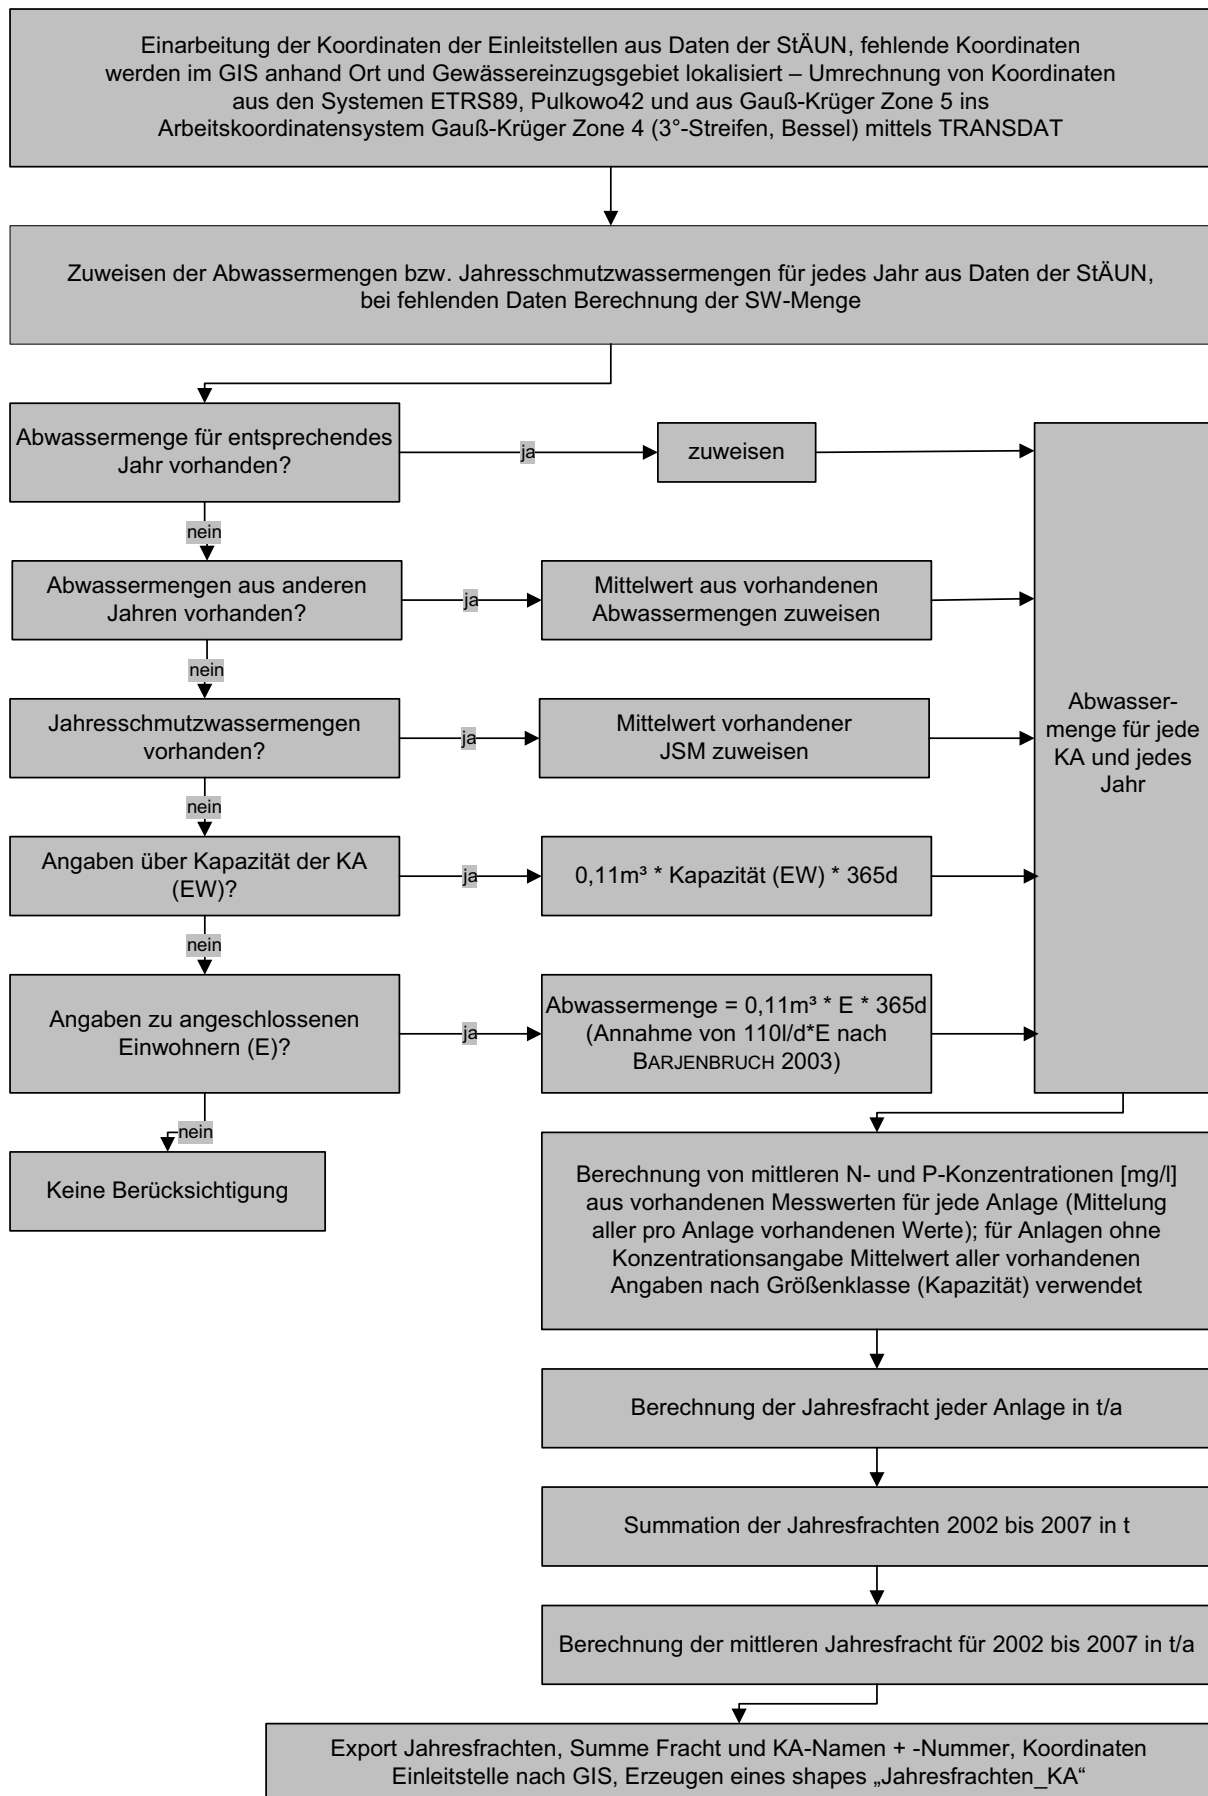 Einarbeitung der Koordinaten der Einleitstellen aus Daten der StÄUN, fehlende Koordinaten
werden im GIS anhand Ort und Gewässereinzugsgebiet lokalisiert – Umrechnung von Koordinaten
aus den Systemen ETRS89, Pulkowo42 und aus Gauß-Krüger Zone 5 ins
Arbeitskoordinatensystem Gauß-Krüger Zone 4 (3°-Streifen, Bessel) mittels TRANSDAT
Zuweisen der Abwassermengen bzw. Jahresschmutzwassermengen für jedes Jahr aus Daten der StÄUN,
bei fehlenden Daten Berechnung der SW-Menge
Abwassermenge für entsprechendes
Jahr vorhanden?
ja
zuweisen
nein
Abwassermengen aus anderen
Jahren vorhanden?
ja
Mittelwert aus vorhandenen
Abwassermengen zuweisen
nein
Jahresschmutzwassermengen
vorhanden?
ja
Mittelwert vorhandener
JSM zuweisen
Abwasser-
menge für jede
KA und jedes
Jahr
nein
Angaben über Kapazität der KA
(EW)?
ja
0,11m³ * Kapazität (EW) * 365d
nein
Angaben zu angeschlossenen
Einwohnern (E)?
ja
Abwassermenge = 0,11m³ * E * 365d
(Annahme von 110l/d*E nach
BARJENBRUCH 2003)
nein
Keine Berücksichtigung
Berechnung von mittleren N- und P-Konzentrationen [mg/l]
aus vorhandenen Messwerten für jede Anlage (Mittelung
aller pro Anlage vorhandenen Werte); für Anlagen ohne
Konzentrationsangabe Mittelwert aller vorhandenen
Angaben nach Größenklasse (Kapazität) verwendet
Berechnung der Jahresfracht jeder Anlage in t/a
Summation der Jahresfrachten 2002 bis 2007 in t
Berechnung der mittleren Jahresfracht für 2002 bis 2007 in t/a
Export Jahresfrachten, Summe Fracht und KA-Namen + -Nummer, Koordinaten
Einleitstelle nach GIS, Erzeugen eines shapes „Jahresfrachten_KA“